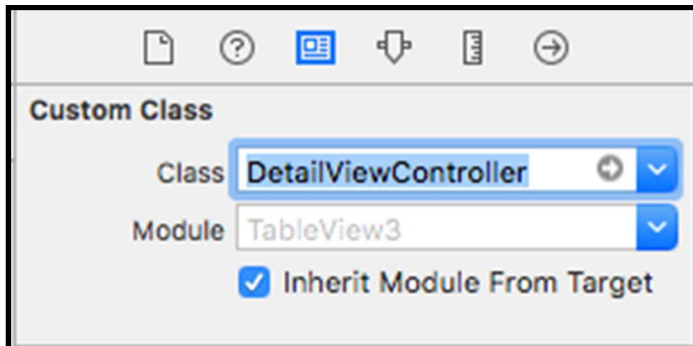 Custom Class
Class DetailViewController
Module TableView3
Inherit Module From Target